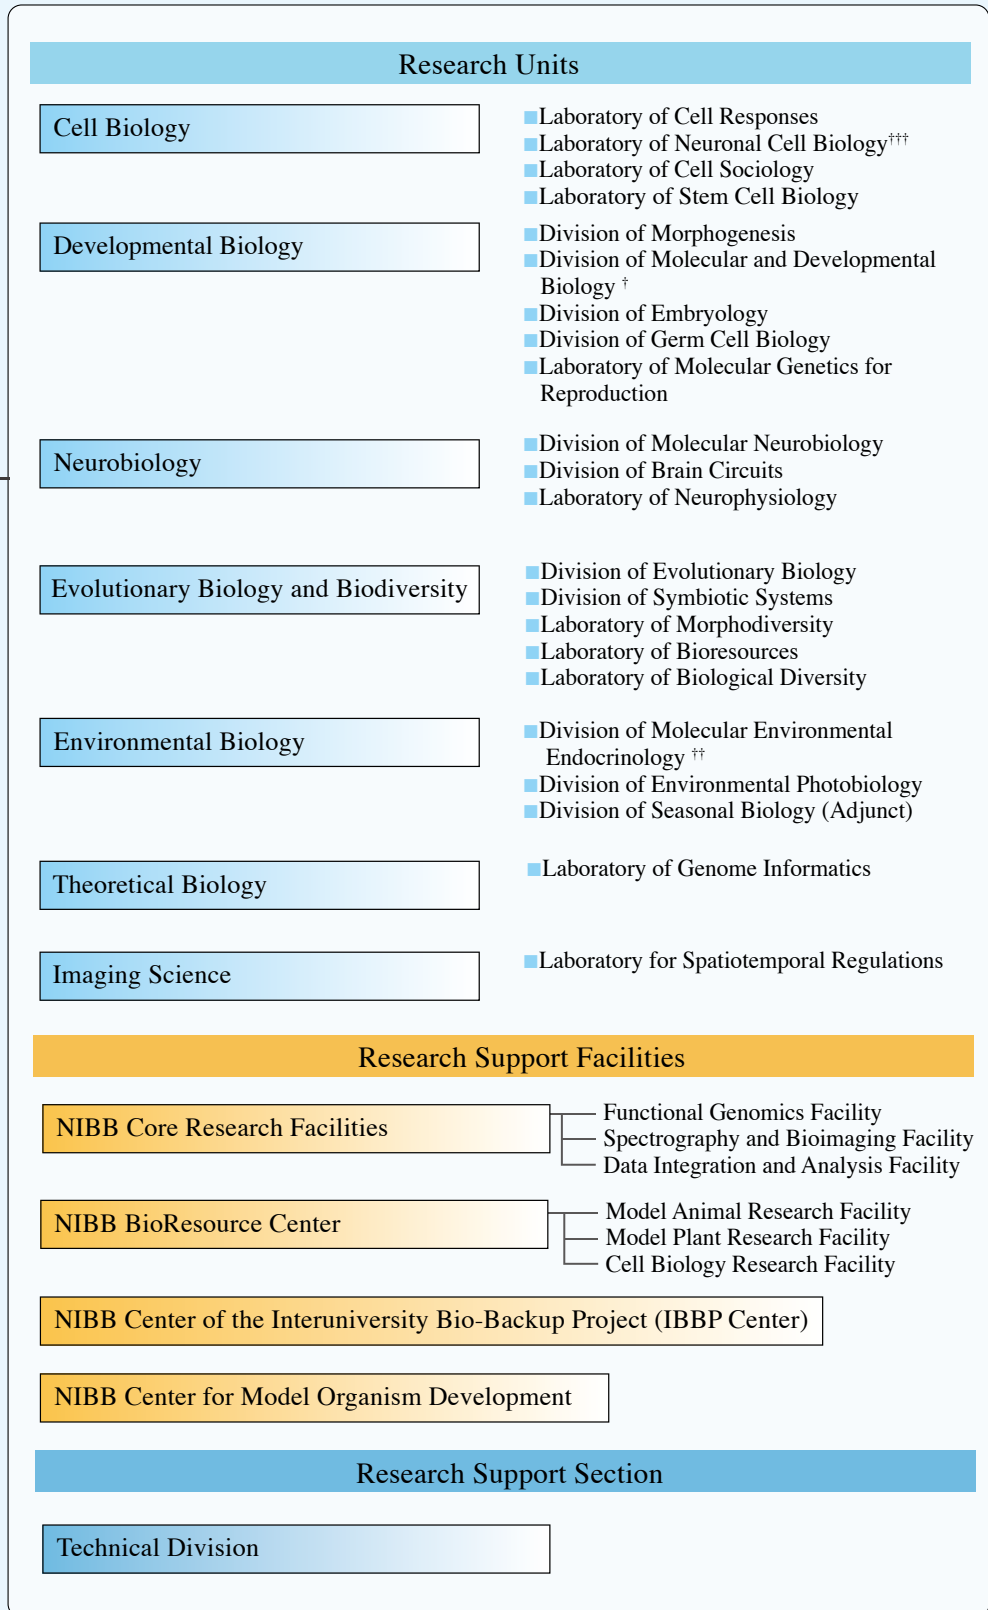 Research Units
Cell Biology
■Laboratory of Cell Responses
■Laboratory of Neuronal Cell Biology†††
■Laboratory of Cell Sociology
■Laboratory of Stem Cell Biology
Developmental Biology
■Division of Morphogenesis
■Division of Molecular and Developmental
Biology †
■Division of Embryology
■Division of Germ Cell Biology
■Laboratory of Molecular Genetics for
Reproduction
Neurobiology
■Division of Molecular Neurobiology
■Division of Brain Circuits
■Laboratory of Neurophysiology
Evolutionary Biology and Biodiversity
■Division of Evolutionary Biology
■Division of Symbiotic Systems
■Laboratory of Morphodiversity
■Laboratory of Bioresources
■Laboratory of Biological Diversity
Environmental Biology
■Division of Molecular Environmental
Endocrinology ††
■Division of Environmental Photobiology
■Division of Seasonal Biology (Adjunct)
Theoretical Biology
■Laboratory of Genome Informatics
Imaging Science
■Laboratory for Spatiotemporal Regulations
Research Support Facilities
NIBB Core Research Facilities
Functional Genomics Facility
Spectrography and Bioimaging Facility
Data Integration and Analysis Facility
NIBB BioResource Center
Model Animal Research Facility
Model Plant Research Facility
Cell Biology Research Facility
NIBB Center of the Interuniversity Bio-Backup Project (IBBP Center)
NIBB Center for Model Organism Development
Research Support Section
Technical Division